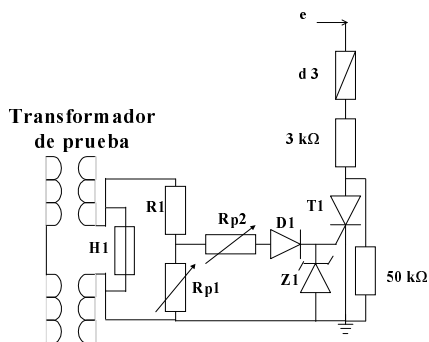 e
d 3
Transformador
de prueba
3 kΩ
R1
T1
Rp2
D1
H1
Z1
50 kΩ
Rp1